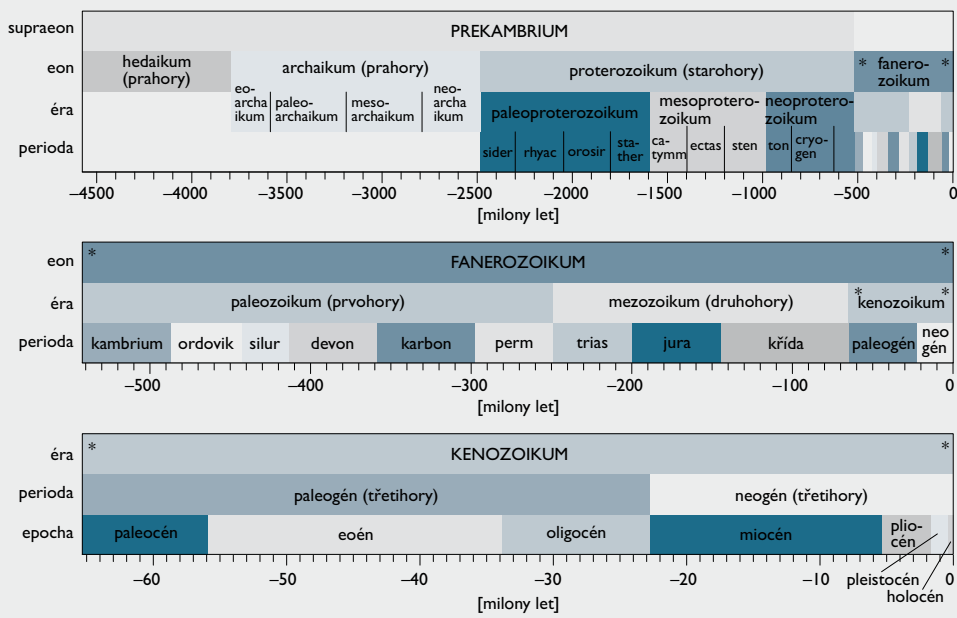 supraeon
PREKAMBRIUM
eon
hedaikum
(prahory)
archaikum (prahory)
proterozoikum (starohory)
* fanero- *
zoikum
éra
eo-
archa
ikum
paleo-
archaikum
meso-
archaikum
neo-
archa
ikum
paleoproterozoikum
mesoprotero-
zoikum
neoprotero-
zoikum
perioda
sider
rhyac
orosir
sta-
ther
ca-
tymm
ectas
sten
ton
cryo-
gen
–4500 –4000 –3500 –3000 –2500 –2000 –1500 –1000 –500 0
[milony let]
eon
* FANEROZOIKUM *
éra
paleozoikum (prvohory)
mezozoikum (druhohory)
* kenozoikum *
perioda
kambrium
ordovik
silur
devon
karbon
perm
trias
jura
křída
paleogén
neo
gén
–500 –400 –300 –200 –100 0
[milony let]
éra
* KENOZOIKUM *
perioda
paleogén (třetihory)
neogén (třetihory)
epocha
paleocén
eoén
oligocén
miocén
plio-
cén
pleistocén
holocén
–60 –50 –40 –30 –20 –10 0
[milony let]